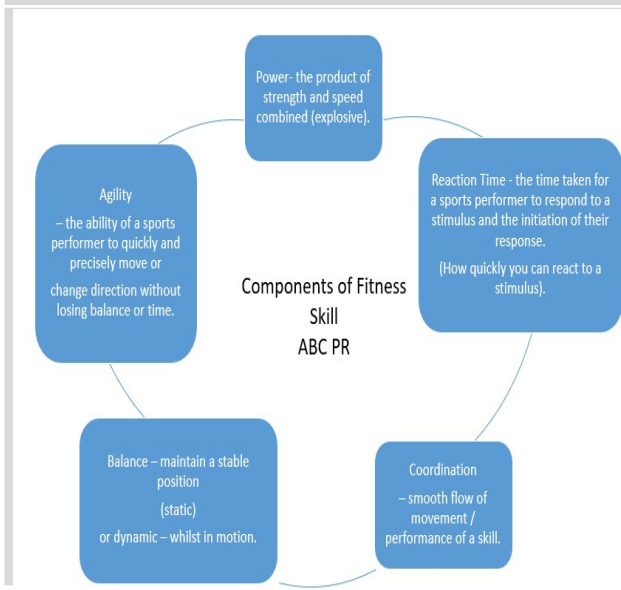 Power- the product of
strength and speed
combined (explosive).
Reaction Time - the time taken for
a sports performer to respond to a
stimulus and the initiation of their
response.
(How quickly you can react to a
stimulus).
Coordination
– smooth flow of
movement /
performance of a skill.
Balance – maintain a stable
position
(static)
or dynamic – whilst in motion.
Agility
– the ability of a sports
performer to quickly and
precisely move or
change direction without
losing balance or time.
Components of Fitness
Skill
ABC PR